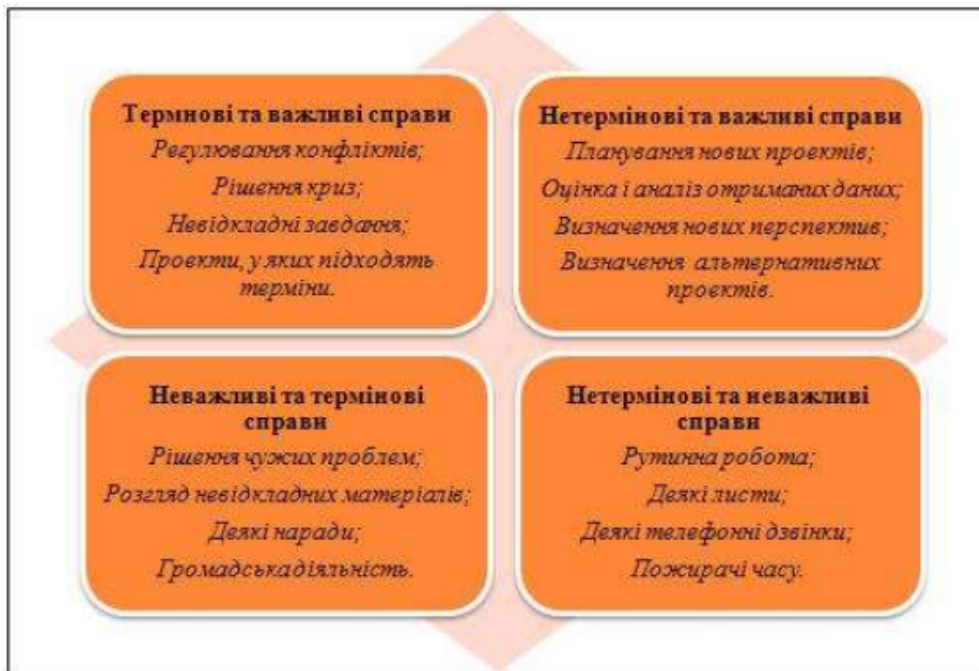 Термнові та важливі справи
Регулювання конфліктів;
Рішення криз;
Невідкладні завдання;
Проекти, у яких підходять
терміни.
Нетермінові та важливі справи
Планування нових проектів;
Оцінка і аналіз отриманих даних;
Визначення нових перспектив;
Визначення альтернативних
проектів.
Неважливі та термінові
справи
Рішення чужих проблем;
Розгляд невідкладних матеріалів;
Деякі наради;
Громадська діяльність.
Нетермінові та неважливі
справи
Рутинна робота;
Деякі листи;
Деякі телефонні дзвінки;
Пожирачі часу.